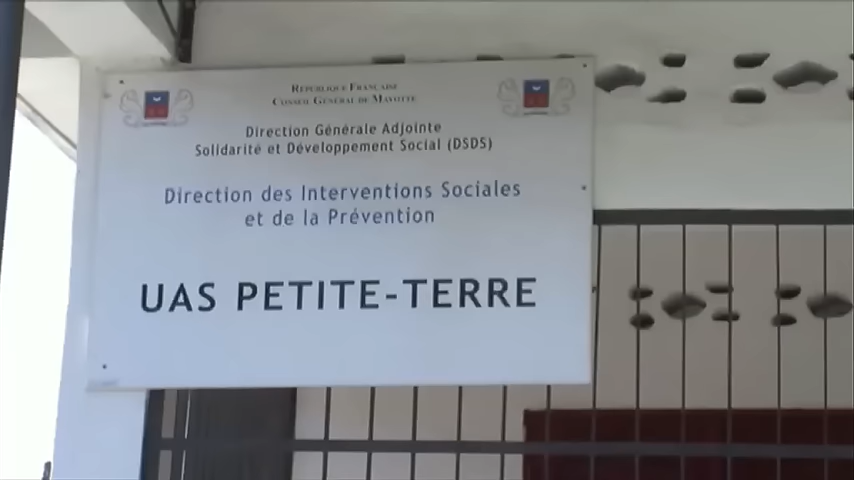 République Française
Conseil Général de Mayotte
Direction Générale Adjointe
Solidarité et Développement Social (DSDS)
Direction des Interventions Sociales
et de la Prévention
UAS PETITE-TERRE